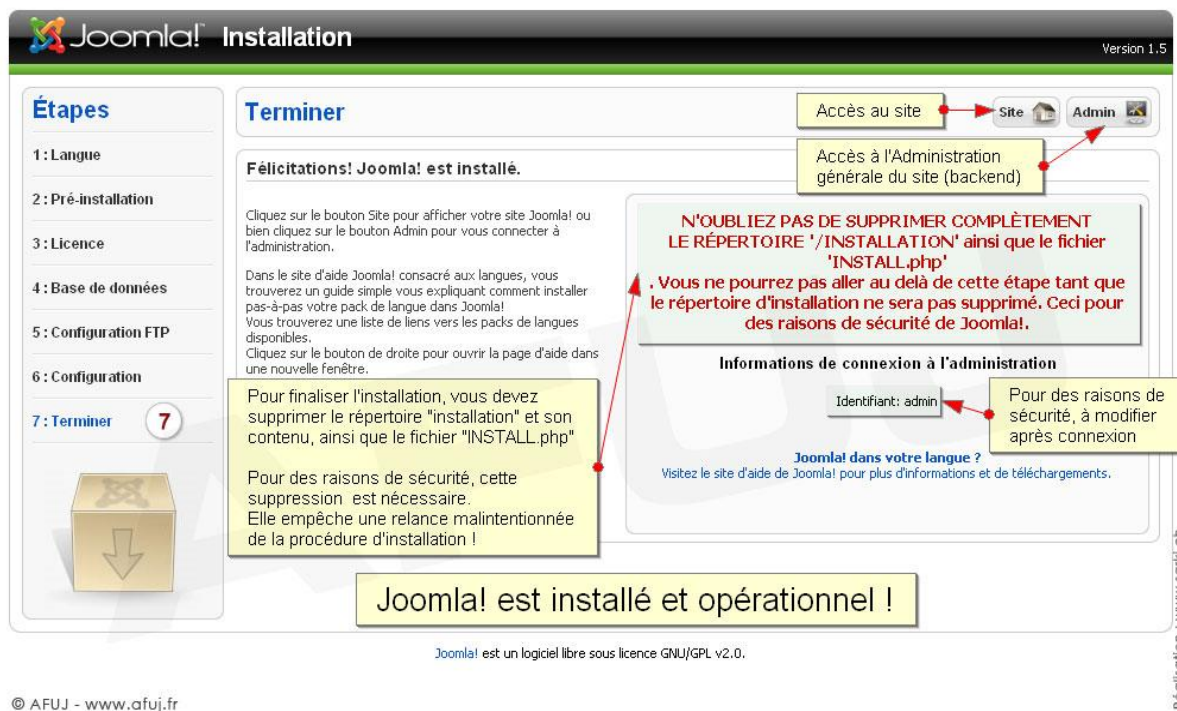 Joomla! Installation
Version 1.5
Étapes
1 : Langue
2 : Pré-installation
3 : Licence
4 : Base de données
5 : Configuration FTP
6 : Configuration
7 : Terminer
7
Terminer
Accès au site
Site
Admin
Accès à l'Administration
générale du site (backend)
Félicitations! Joomla! est installé.
Cliquez sur le bouton Site pour afficher votre site Joomla! ou
bien cliquez sur le bouton Admin pour vous connecter à
l'administration.
Dans le site d'aide Joomla! consacré aux langues, vous
trouverez un guide simple vous expliquant comment installer
pas-à-pas votre pack de langue dans Joomla!
Vous trouverez une liste de liens vers les packs de langues
disponibles.
Cliquez sur le bouton de droite pour ouvrir la page d'aide dans
une nouvelle fenêtre.
Pour finaliser l'installation, vous devez
supprimer le répertoire "installation" et son
contenu, ainsi que le fichier "INSTALL.php"
Pour des raisons de sécurité, cette
suppression est nécessaire.
Elle empêche une relance malintentionnée
de la procédure d'installation !
N'OUBLIEZ PAS DE SUPPRIMER COMPLÈTEMENT
LE RÉPERTOIRE '/INSTALLATION' ainsi que le fichier
'INSTALL.php'
. Vous ne pourrez pas aller au delà de cette étape tant que
le répertoire d'installation ne sera pas supprimé. Ceci pour
des raisons de sécurité de Joomla!.
Informations de connexion à l'administration
Identifiant: admin
Pour des raisons de
sécurité, à modifier
après connexion
Joomla! dans votre langue ?
Visitez le site d'aide de Joomla! pour plus d'informations et de téléchargements.
AFUJ
Joomla! est installé et opérationnel !
Joomla! est un logiciel libre sous licence GNU/GPL v2.0.
© AFUJ - www.afuj.fr